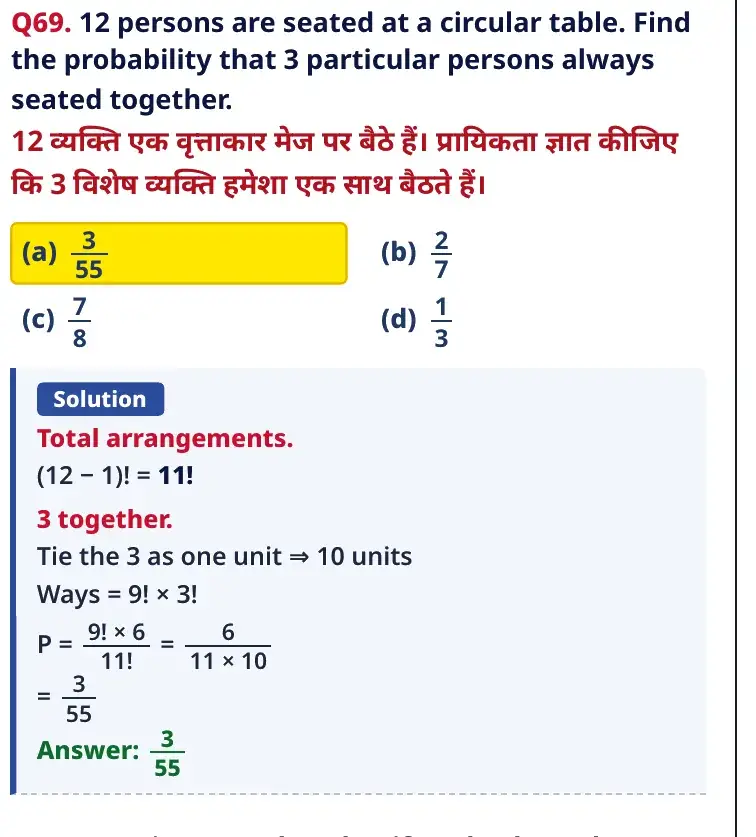 Q69. 12 persons are seated at a circular table. Find
the probability that 3 particular persons always
seated together.
12 व्यक्ति एक वृत्ताकार मेज पर बैठे हैं। प्रायिकता ज्ञात कीजिए
कि 3 विशेष व्यक्ति हमेशा एक साथ बैठते हैं।
(a) 3/55 (b) 2/7
(c) 7/8 (d) 1/3
Solution
Total arrangements.
(12 − 1)! = 11!
3 together.
Tie the 3 as one unit ⇒ 10 units
Ways = 9! × 3!
P = 9! × 6/11! = 6/11 × 10
= 3/55
Answer: 3/55